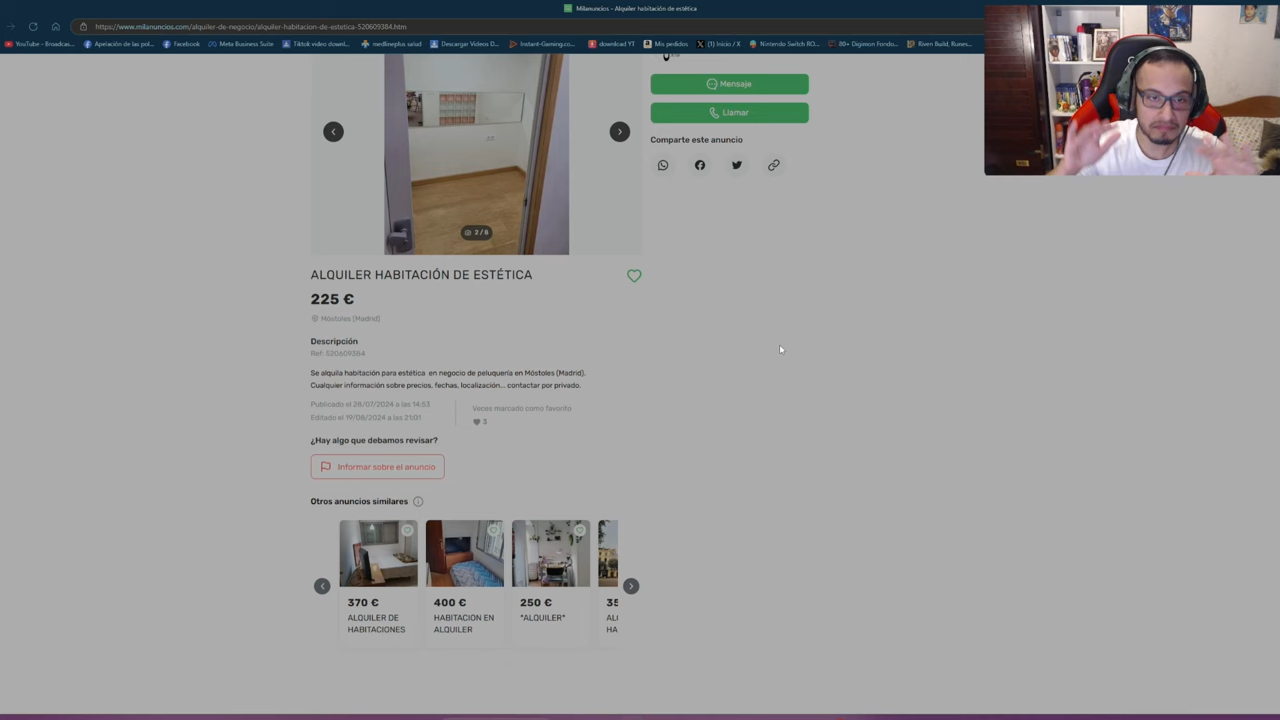 Milanuncios - Alquiler habitación de estética
https://www.milanuncios.com/alquiler-de-negocio/alquiler-habitacion-de-estetica-520609384.htm
YouTube - Broadcas...
Apelación de las pol...
Facebook
Meta Business Suite
Tiktok video downl...
medlineplus salud
Descargar Videos D...
Instant-Gaming.co...
download YT
Mis pedidos
(1) Inicio / X
Nintendo Switch RO...
80+ Digimon Fondo...
Riven Build, Runes...
Mensaje
Llamar
Comparte este anuncio
2 / 8
ALQUILER HABITACIÓN DE ESTÉTICA
225 €
Móstoles (Madrid)
Descripción
Ref: 520609384
Se alquila habitación para estética en negocio de peluquería en Móstoles (Madrid).
Cualquier información sobre precios, fechas, localización... contactar por privado.
Publicado el 28/07/2024 a las 14:53
Editado el 19/08/2024 a las 21:01
Veces marcado como favorito
3
¿Hay algo que debamos revisar?
Informar sobre el anuncio
Otros anuncios similares
370 €
ALQUILER DE
HABITACIONES
400 €
HABITACION EN
ALQUILER
250 €
*ALQUILER*
35
ALQ
HA